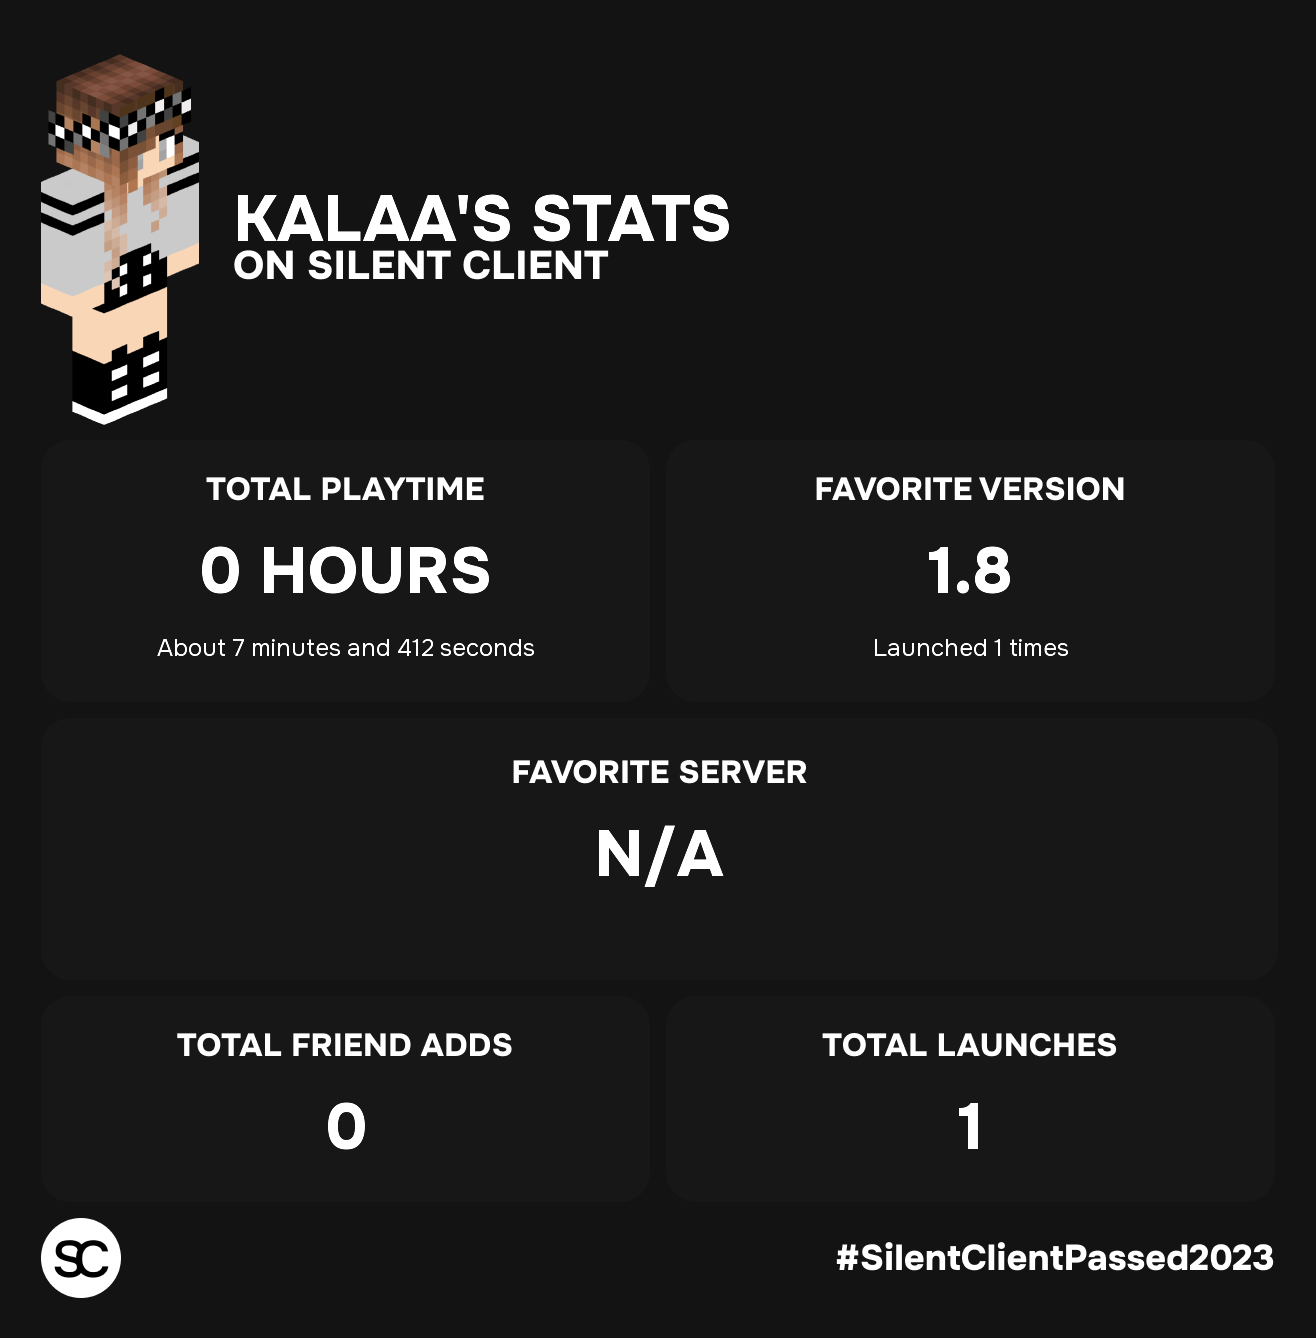 KALAA'S STATS
ON SILENT CLIENT
TOTAL PLAYTIME
0 HOURS
About 7 minutes and 412 seconds
FAVORITE VERSION
1.8
Launched 1 times
FAVORITE SERVER
N/A
TOTAL FRIEND ADDS
0
TOTAL LAUNCHES
1
SC
#SilentClientPassed2023